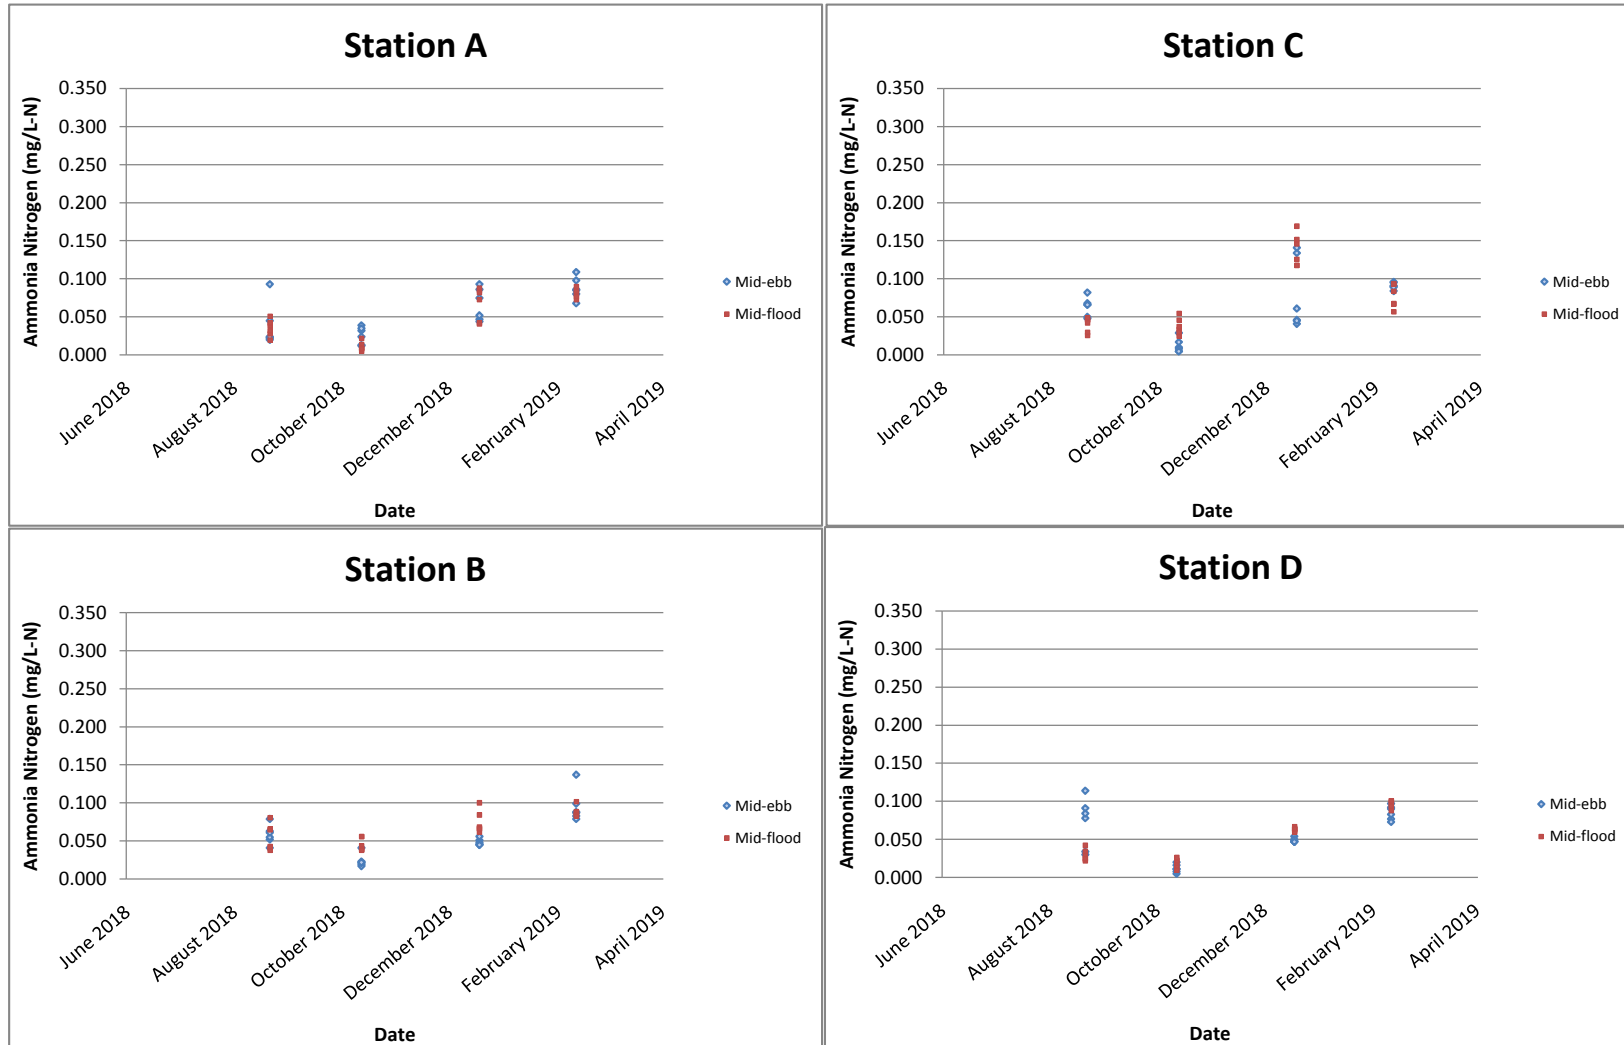 Station A
Ammonia Nitrogen (mg/L-N)
0.350
0.300
0.250
0.200
0.150
0.100
0.050
0.000
June 2018
August 2018
October 2018
December 2018
February 2019
April 2019
Date
Mid-ebb
Mid-flood
Station C
Ammonia Nitrogen (mg/L-N)
0.350
0.300
0.250
0.200
0.150
0.100
0.050
0.000
June 2018
August 2018
October 2018
December 2018
February 2019
April 2019
Date
Mid-ebb
Mid-flood
Station B
Ammonia Nitrogen (mg/L-N)
0.350
0.300
0.250
0.200
0.150
0.100
0.050
0.000
June 2018
August 2018
October 2018
December 2018
February 2019
April 2019
Date
Mid-ebb
Mid-flood
Station D
Ammonia Nitrogen (mg/L-N)
0.350
0.300
0.250
0.200
0.150
0.100
0.050
0.000
June 2018
August 2018
October 2018
December 2018
February 2019
April 2019
Date
Mid-ebb
Mid-flood